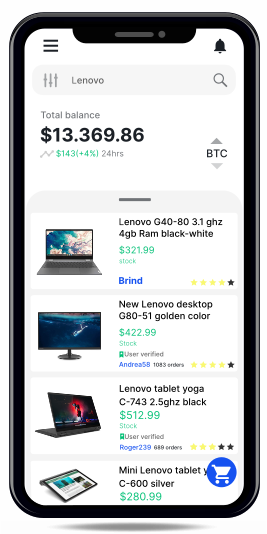 Lenovo
Total balance
$13.369.86
$143(+4%) 24hrs
BTC
Lenovo G40-80 3.1 ghz
4gb Ram black-white
$321.99
stock
Brind
New Lenovo desktop
G80-51 golden color
$422.99
Stock
User verified
Andrea58 1083 orders
Lenovo tablet yoga
C-743 2.5ghz black
$512.99
Stock
User verified
Roger239 689 orders
Mini Lenovo tablet y
C-600 silver
$280.99